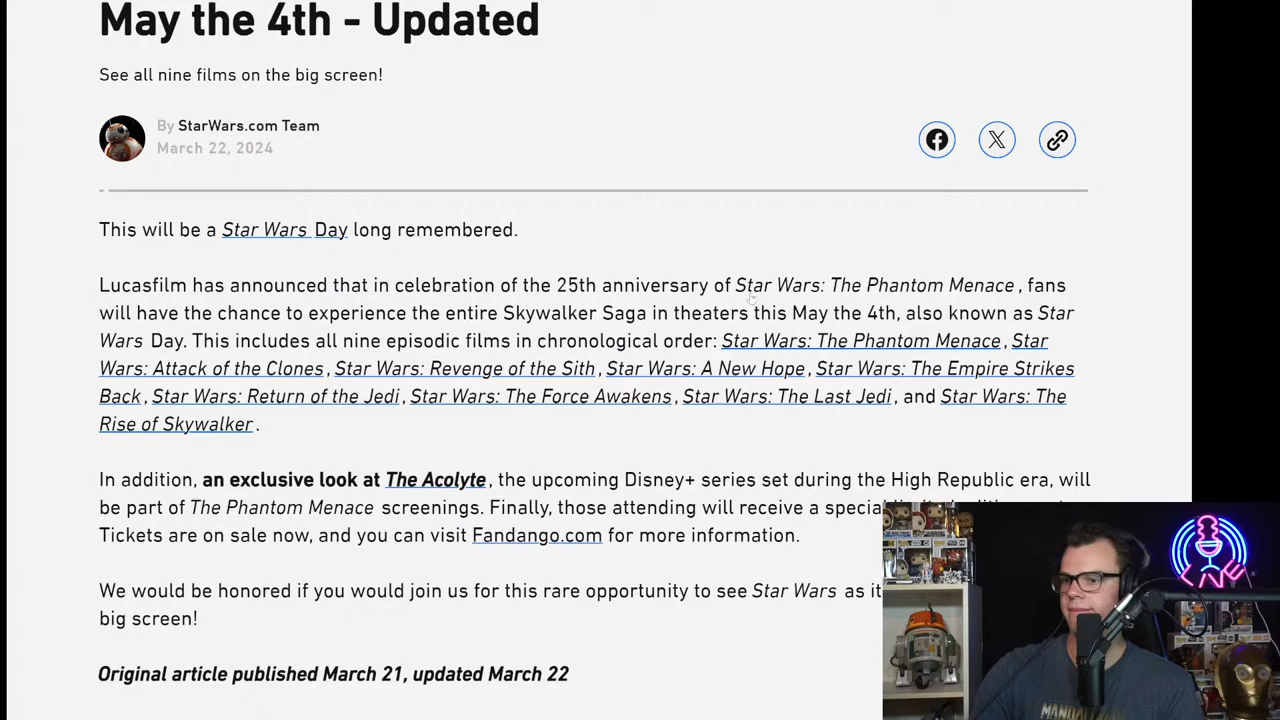 May the 4th - Updated
See all nine films on the big screen!
By StarWars.com Team
March 22, 2024
This will be a Star Wars Day long remembered.
Lucasfilm has announced that in celebration of the 25th anniversary of Star Wars: The Phantom Menace, fans
will have the chance to experience the entire Skywalker Saga in theaters this May the 4th, also known as Star
Wars Day. This includes all nine episodic films in chronological order: Star Wars: The Phantom Menace, Star
Wars: Attack of the Clones, Star Wars: Revenge of the Sith, Star Wars: A New Hope, Star Wars: The Empire Strikes
Back, Star Wars: Return of the Jedi, Star Wars: The Force Awakens, Star Wars: The Last Jedi, and Star Wars: The
Rise of Skywalker.
In addition, an exclusive look at The Acolyte, the upcoming Disney+ series set during the High Republic era, will
be part of The Phantom Menace screenings. Finally, those attending will receive a special
Tickets are on sale now, and you can visit Fandango.com for more information.
We would be honored if you would join us for this rare opportunity to see Star Wars as it
big screen!
Original article published March 21, updated March 22